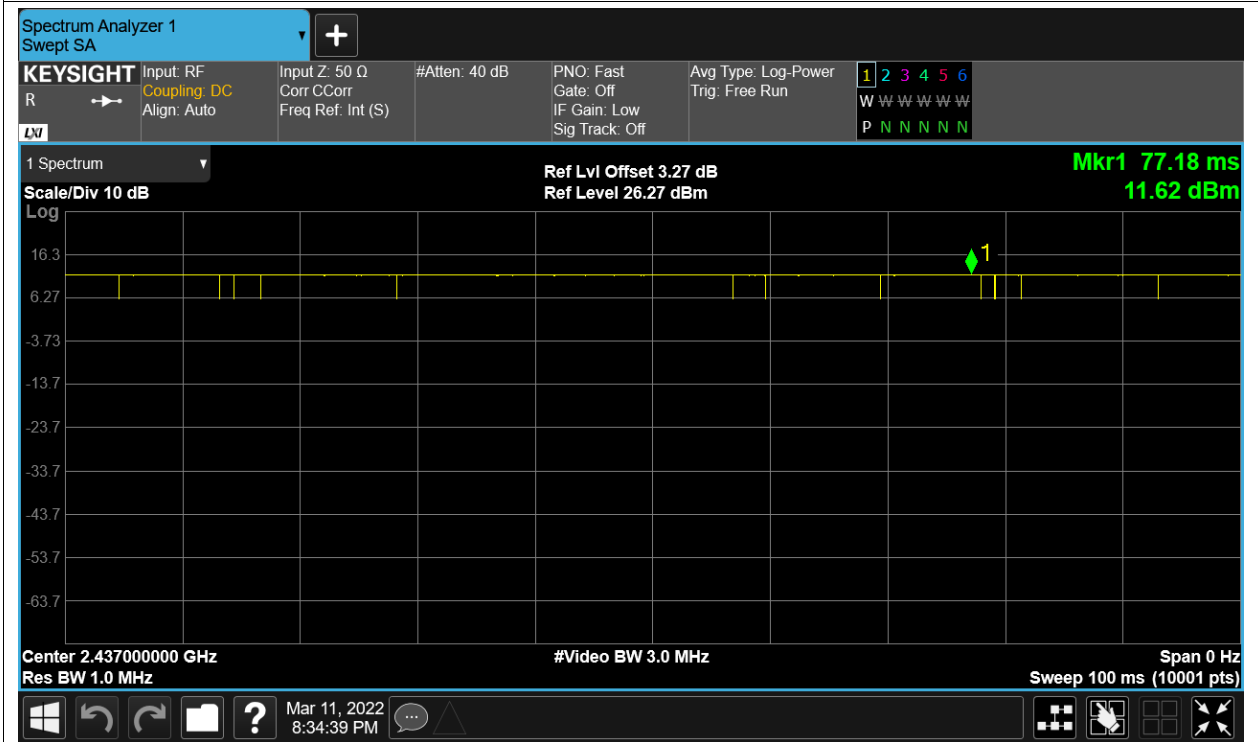 Spectrum Analyzer 1
Swept SA
KEYSIGHT
R
LXI
Input: RF
Coupling: DC
Align: Auto
Input Z: 50 Ω
Corr CCorr
Freq Ref: Int (S)
#Atten: 40 dB
PNO: Fast
Gate: Off
IF Gain: Low
Sig Track: Off
Avg Type: Log-Power
Trig: Free Run
1 2 3 4 5 6
W W W W W W
P N N N N N
1 Spectrum
Scale/Div 10 dB
Log
Ref Lvl Offset 3.27 dB
Ref Level 26.27 dBm
Mkr1 77.18 ms
11.62 dBm
1
16.3
6.27
-3.73
-13.7
-23.7
-33.7
-43.7
-53.7
-63.7
Center 2.437000000 GHz
Res BW 1.0 MHz
#Video BW 3.0 MHz
Span 0 Hz
Sweep 100 ms (10001 pts)
?
Mar 11, 2022
8:34:39 PM